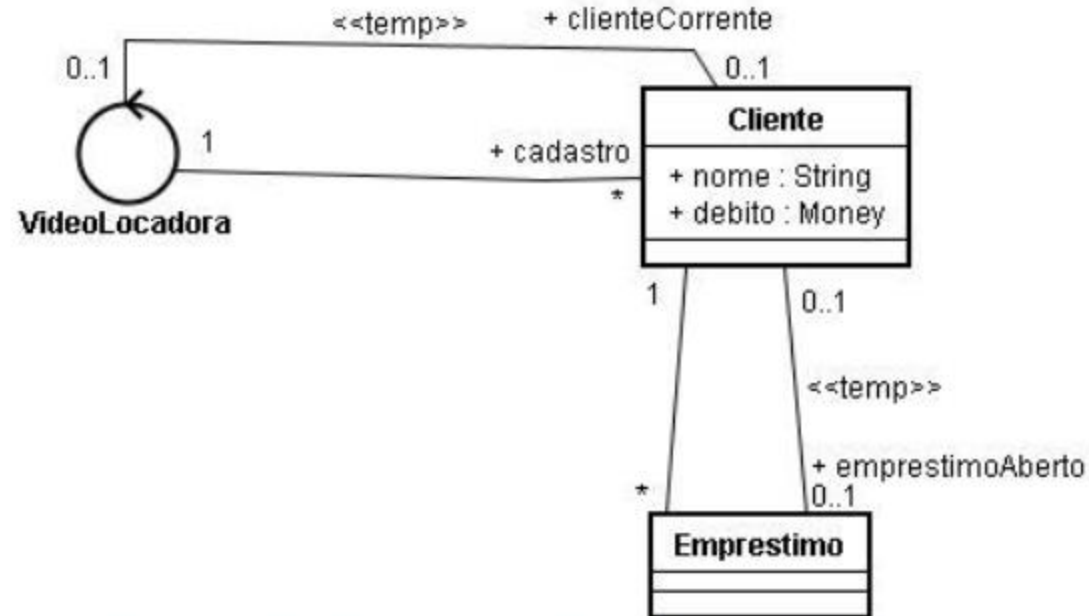 <<temp>>
+ clienteCorrente
0..1
0..1
Cliente
1
+ cadastro
*
+ nome : String
+ debito : Money
VideoLocadora
1
0..1
<<temp>>
+ emprestimoAberto
*
0..1
Emprestimo